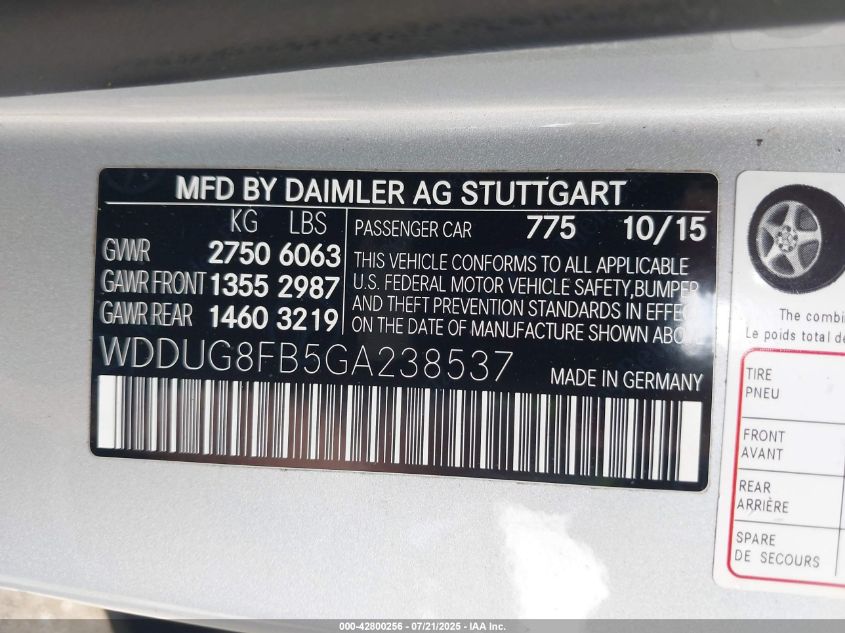 MFD BY DAIMLER AG STUTTGART
KG LBS
GVWR 2750 6063
GAWR FRONT 1355 2987
GAWR REAR 1460 3219
PASSENGER CAR 775 10/15
THIS VEHICLE CONFORMS TO ALL APPLICABLE
U.S. FEDERAL MOTOR VEHICLE SAFETY,BUMPER
AND THEFT PREVENTION STANDARDS IN EFFECT
ON THE DATE OF MANUFACTURE SHOWN ABOVE
WDDUG8FB5GA238537
MADE IN GERMANY
The combi
Le poids total de
TIRE
PNEU
FRONT
AVANT
REAR
ARRIÈRE
SPARE
DE SECOURS
000-42800256 - 07/21/2025 - IAA Inc.